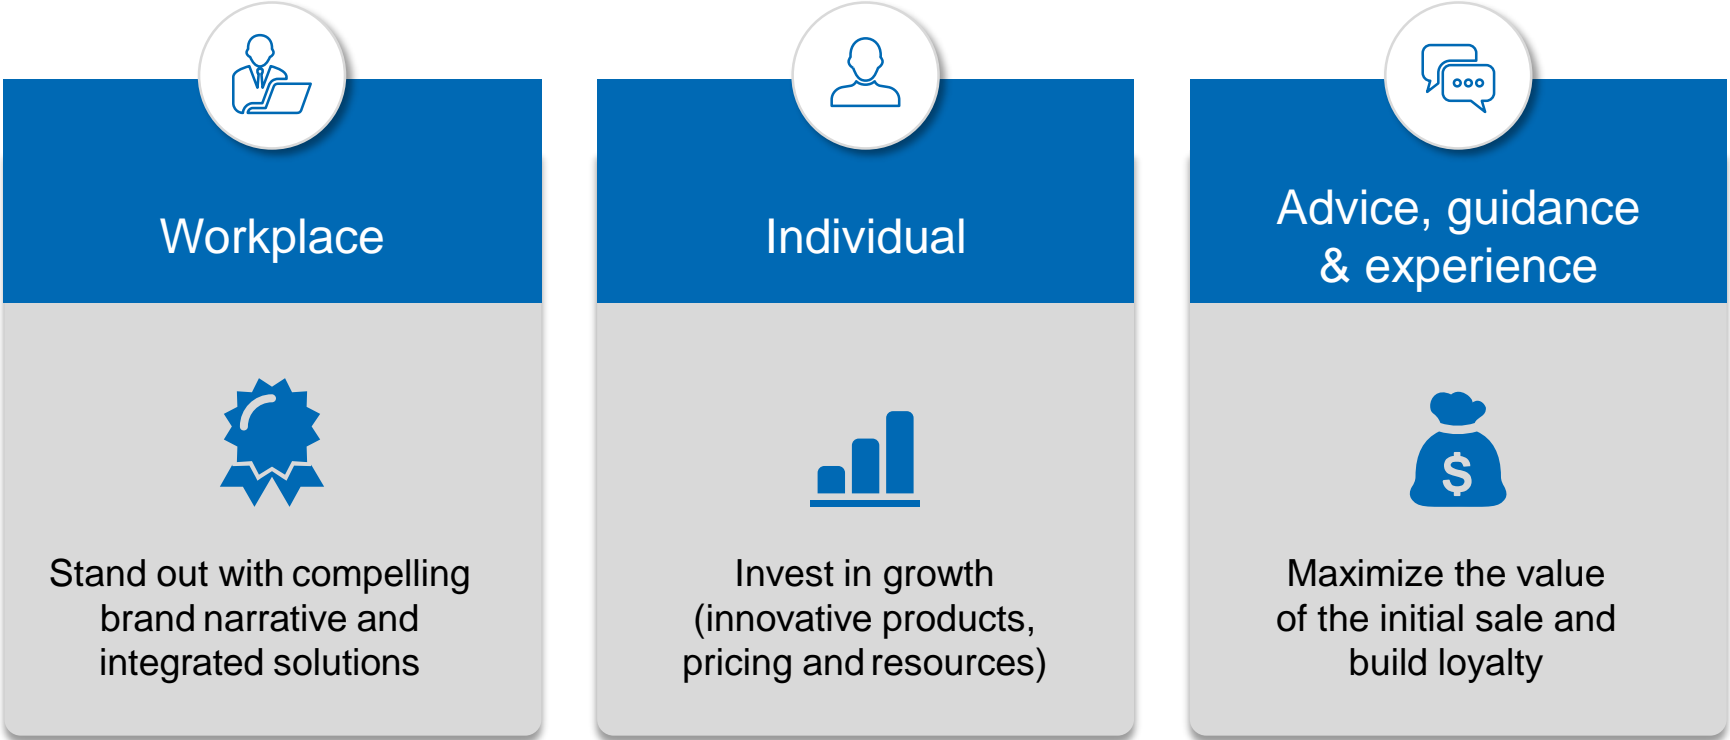 Workplace
Stand out with compelling
brand narrative and
integrated solutions
Individual
Invest in growth
(innovative products,
pricing and resources)
Advice, guidance
& experience
$
Maximize the value
of the initial sale and
build loyalty